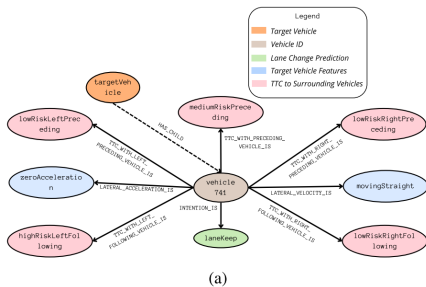 Legend
Target Vehicle
Vehicle ID
Lane Change Prediction
Target Vehicle Features
TTC to Surrounding Vehicles
targetVeh
icle
mediumRiskPrece
ding
lowRiskLeftPrec
eding
lowRiskRightPre
ceding
HAS_CHILD
TTC_WITH_LEFT_
PRECEDING_VEHICLE_IS
TTC_WITH_PRECEDING_
VEHICLE_IS
TTC_WITH_RIGHT_
PRECEDING_VEHICLE_IS
zeroAcceleratio
n
LATERAL_ACCELERATION_IS
vehicle
741
LATERAL_VELOCITY_IS
movingStraight
TTC_WITH_LEFT_
FOLLOWING_VEHICLE_IS
INTENTION_IS
TTC_WITH_RIGHT_
FOLLOWING_VEHICLE_IS
highRiskLeftFol
lowing
laneKeep
lowRiskRightFol
lowing
(a)